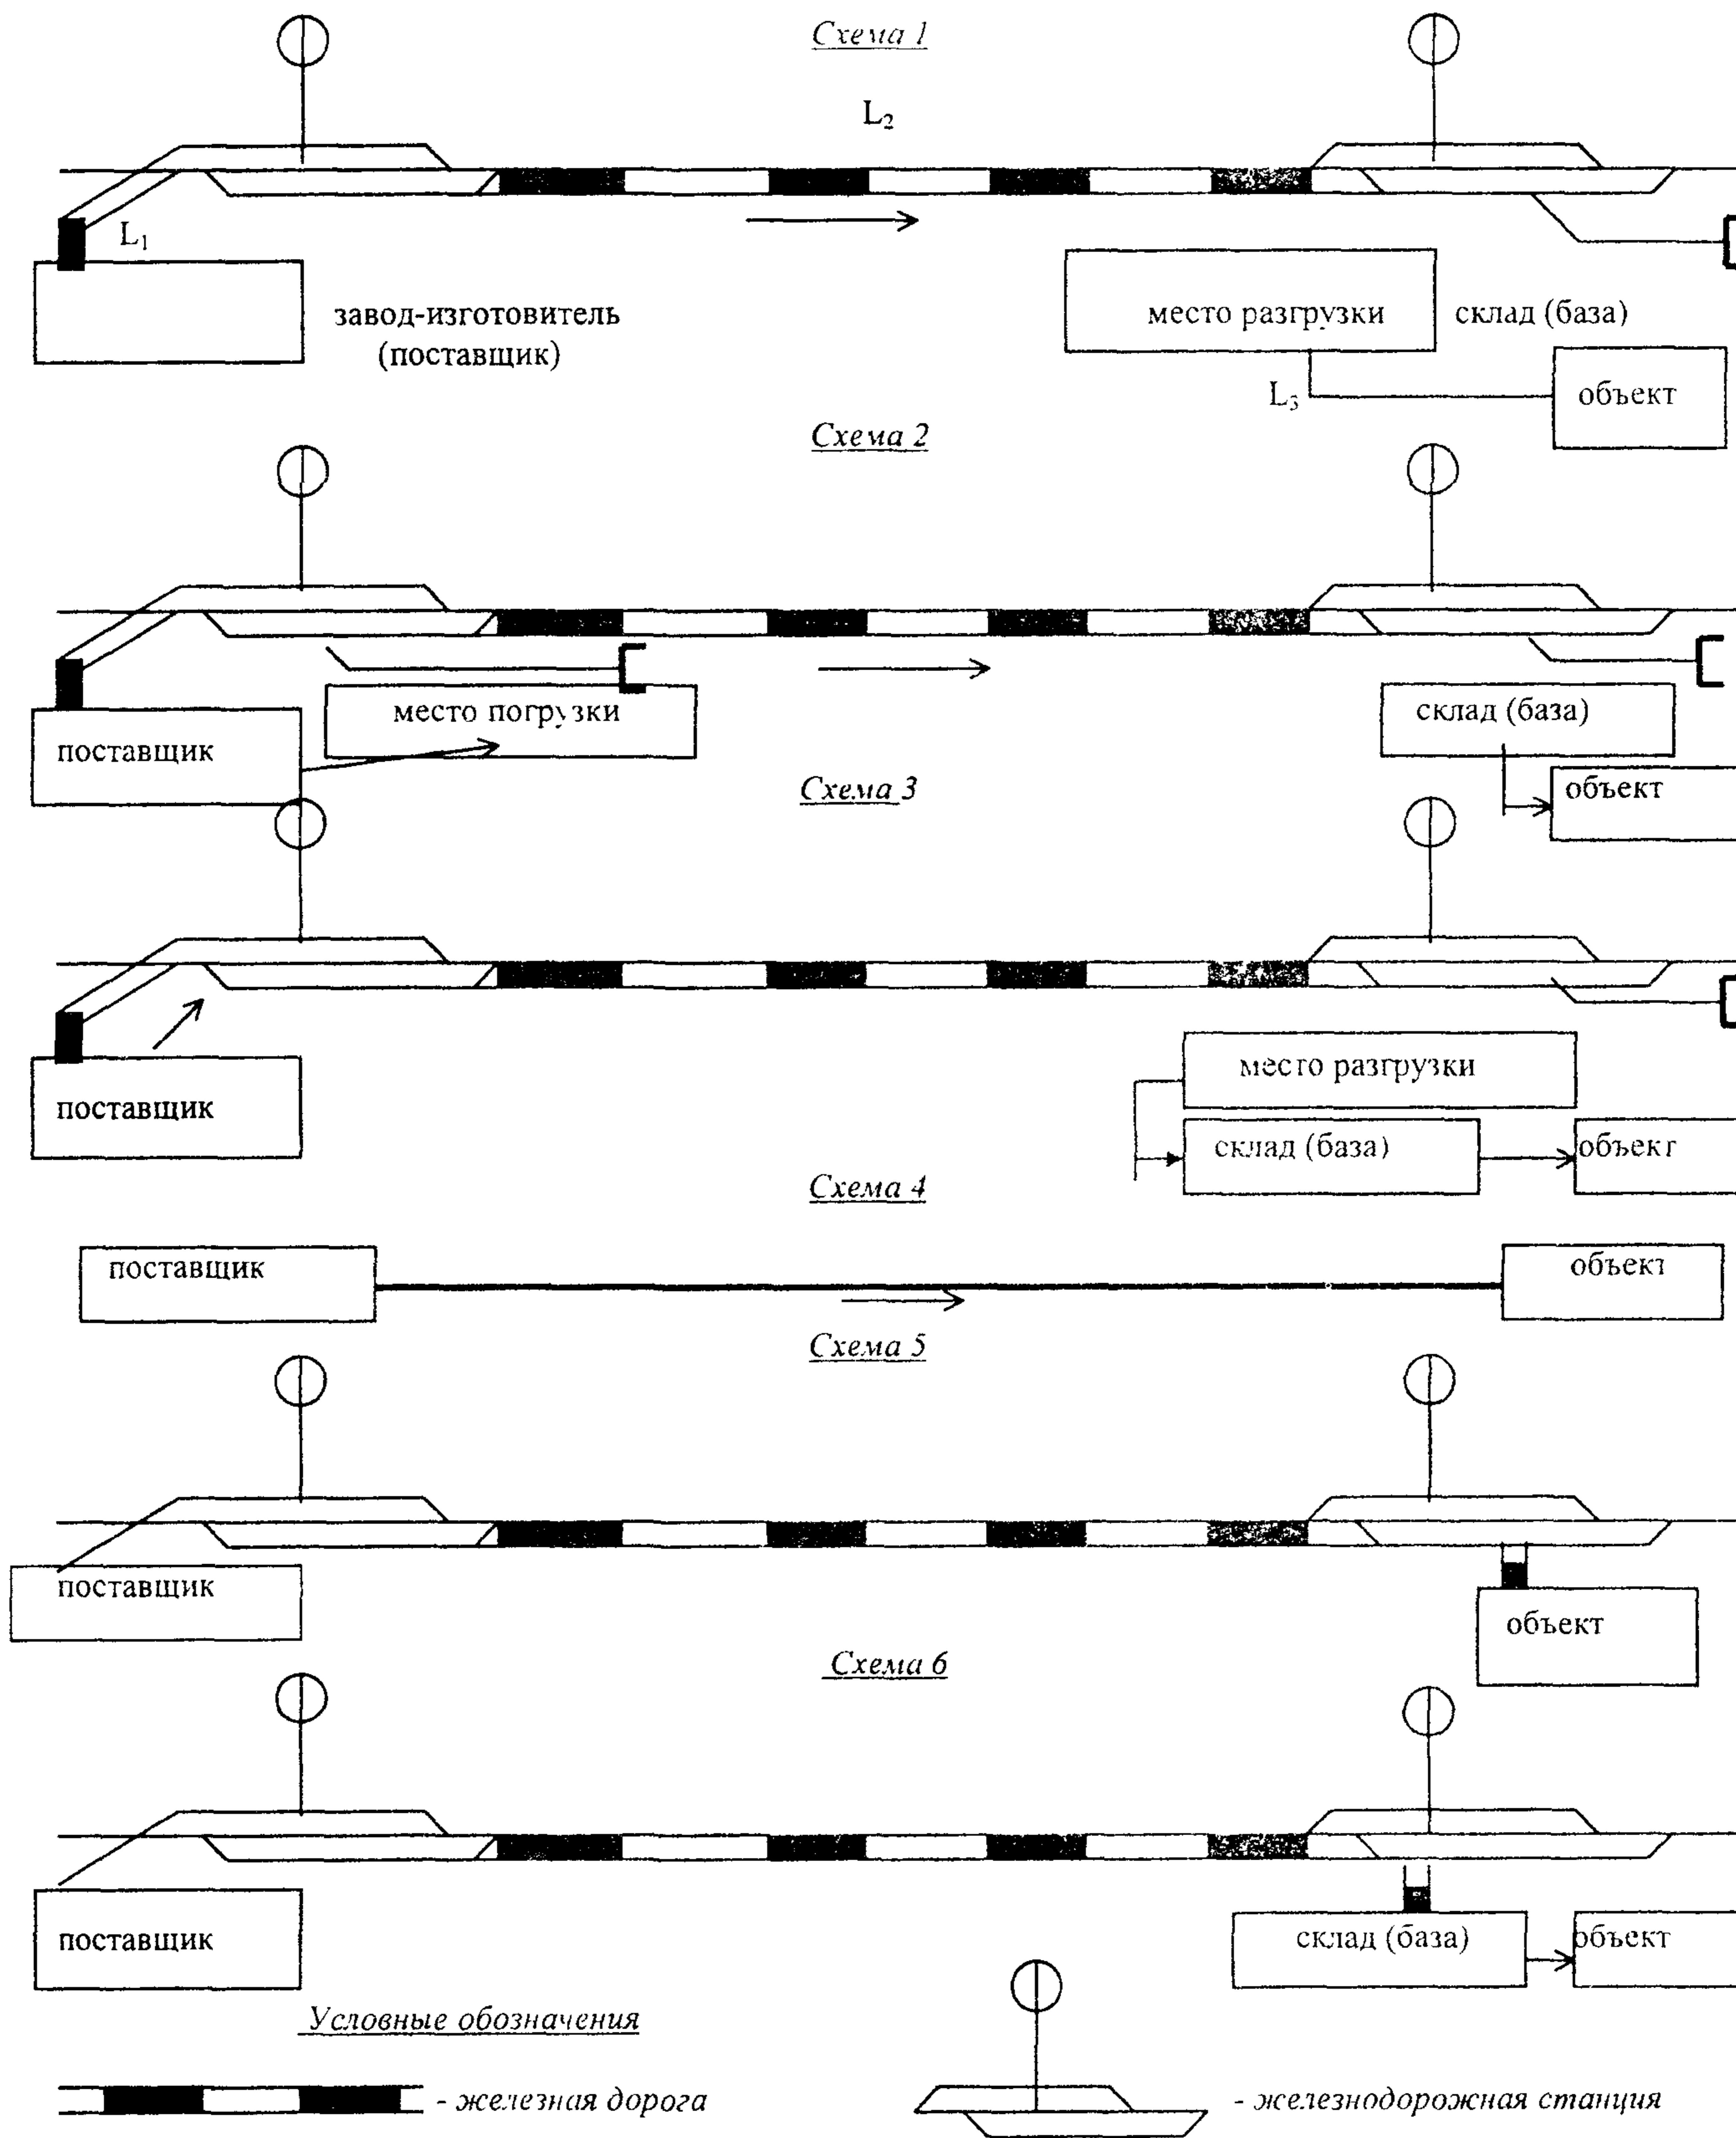 Схема 1
L₂
L₁
завод-изготовитель
(поставщик)
место разгрузки
склад (база)
L₃
объект
Схема 2
место погрузки
поставщик
склад (база)
объект
Схема 3
место разгрузки
поставщик
склад (база)
объект
Схема 4
поставщик
объект
Схема 5
поставщик
объект
Схема 6
поставщик
склад (база)
объект
Условные обозначения
- железная дорога
- железнодорожная станция